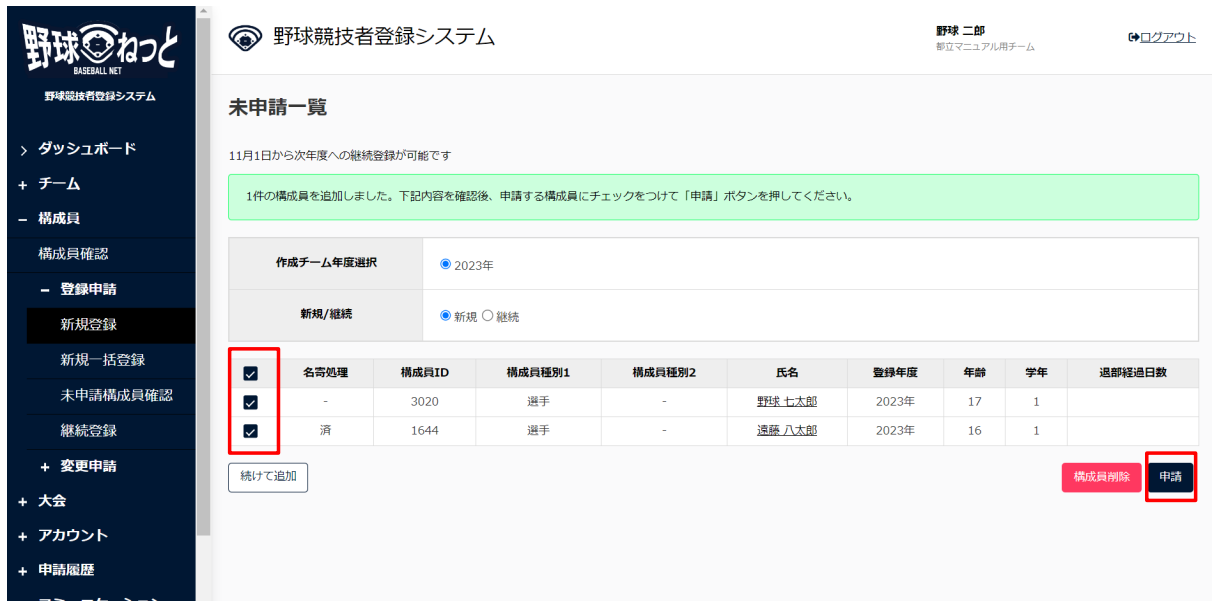 野球ねっと
BASEBALL NET
野球競技者登録システム
ダッシュボード
+ チーム
– 構成員
構成員確認
– 登録申請
新規登録
新規一括登録
未申請構成員確認
継続登録
+ 変更申請
+ 大会
+ アカウント
+ 申請履歴
野球競技者登録システム
野球 二郎
都立マニュアル用チーム
ログアウト
未申請一覧
11月1日から次年度への継続登録が可能です
1件の構成員を追加しました。下記内容を確認後、申請する構成員にチェックをつけて「申請」ボタンを押してください。
作成チーム年度選択 2023年
新規/継続 新規 継続
名寄処理 構成員ID 構成員種別1 構成員種別2 氏名 登録年度 年齢 学年 退部経過日数
- 3020 選手 - 野球 七太郎 2023年 17 1
済 1644 選手 - 遠藤 八太郎 2023年 16 1
続けて追加 構成員削除 申請